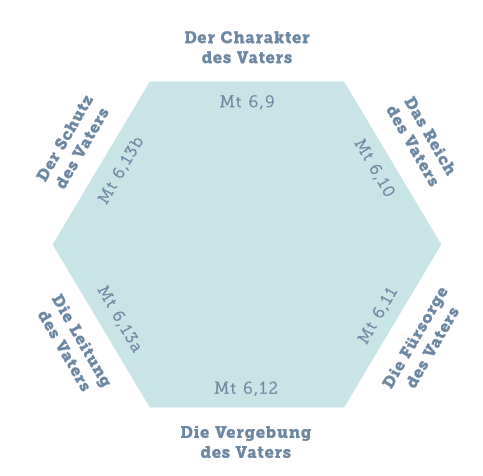 Der Charakter
des Vaters
Mt 6,9
Das Reich
des Vaters
Mt 6,10
Die Fürsorge
des Vaters
Mt 6,11
Die Vergebung
des Vaters
Mt 6,12
Die Leitung
des Vaters
Mt 6,13a
Der Schutz
des Vaters
Mt 6,13b